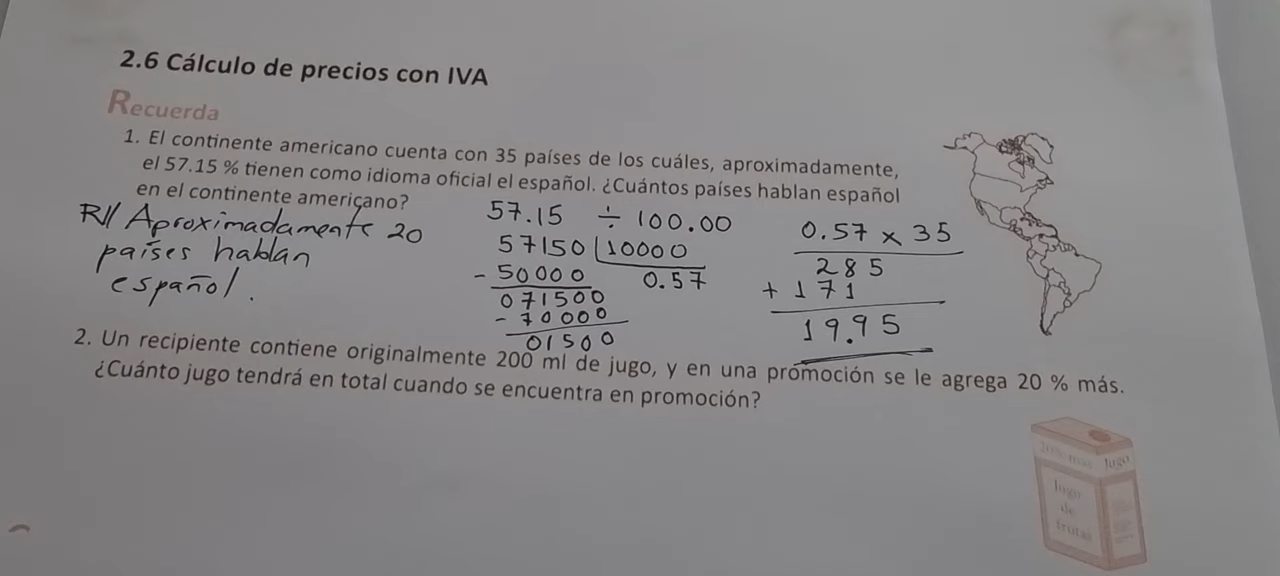 2.6 Cálculo de precios con IVA
Recuerda
1. El continente americano cuenta con 35 países de los cuáles, aproximadamente,
el 57.15 % tienen como idioma oficial el español. ¿Cuántos países hablan español
en el continente americano?
R// Aproximadamente 20
países hablan
español.
57.15 ÷ 100.00
57150 10000
- 50000 0.57
071500
- 70000
01500
0.57 x 35
285
+ 171
19.95
2. Un recipiente contiene originalmente 200 ml de jugo, y en una promoción se le agrega 20 % más.
¿Cuánto jugo tendrá en total cuando se encuentra en promoción?
20% más Jugo
Jugo
de
frutas